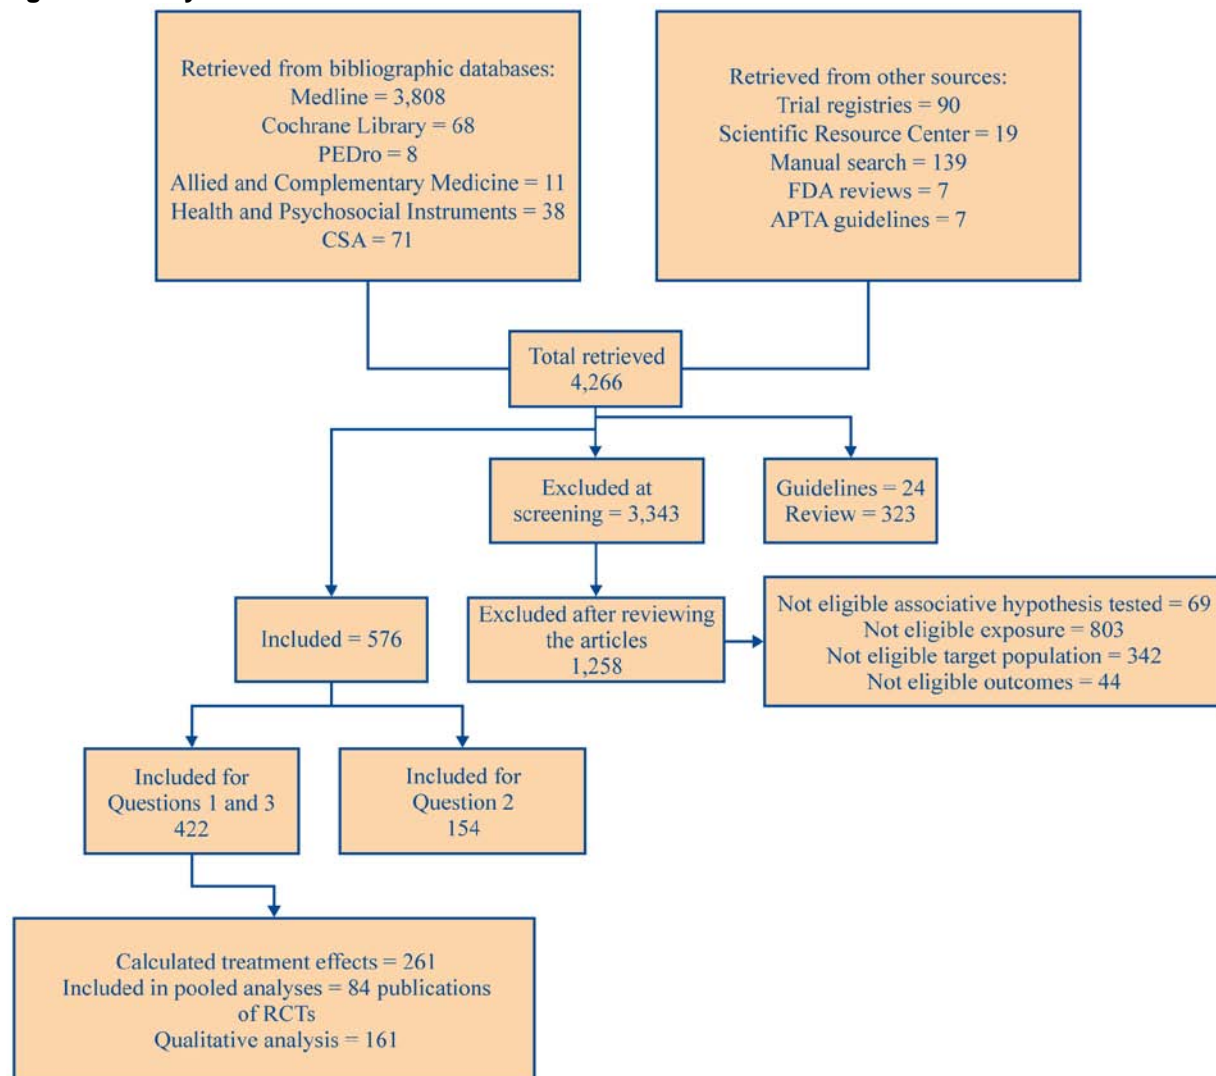 Retrieved from bibliographic databases:
Medline = 3,808
Cochrane Library = 68
PEDro = 8
Allied and Complementary Medicine = 11
Health and Psychosocial Instruments = 38
CSA = 71
Retrieved from other sources:
Trial registries = 90
Scientific Resource Center = 19
Manual search = 139
FDA reviews = 7
APTA guidelines = 7
Total retrieved
4,266
Excluded at
screening = 3,343
Guidelines = 24
Review = 323
Included = 576
Excluded after reviewing
the articles
1,258
Not eligible associative hypothesis tested = 69
Not eligible exposure = 803
Not eligible target population = 342
Not eligible outcomes = 44
Included for
Questions 1 and 3
422
Included for
Question 2
154
Calculated treatment effects = 261
Included in pooled analyses = 84 publications
of RCTs
Qualitative analysis = 161